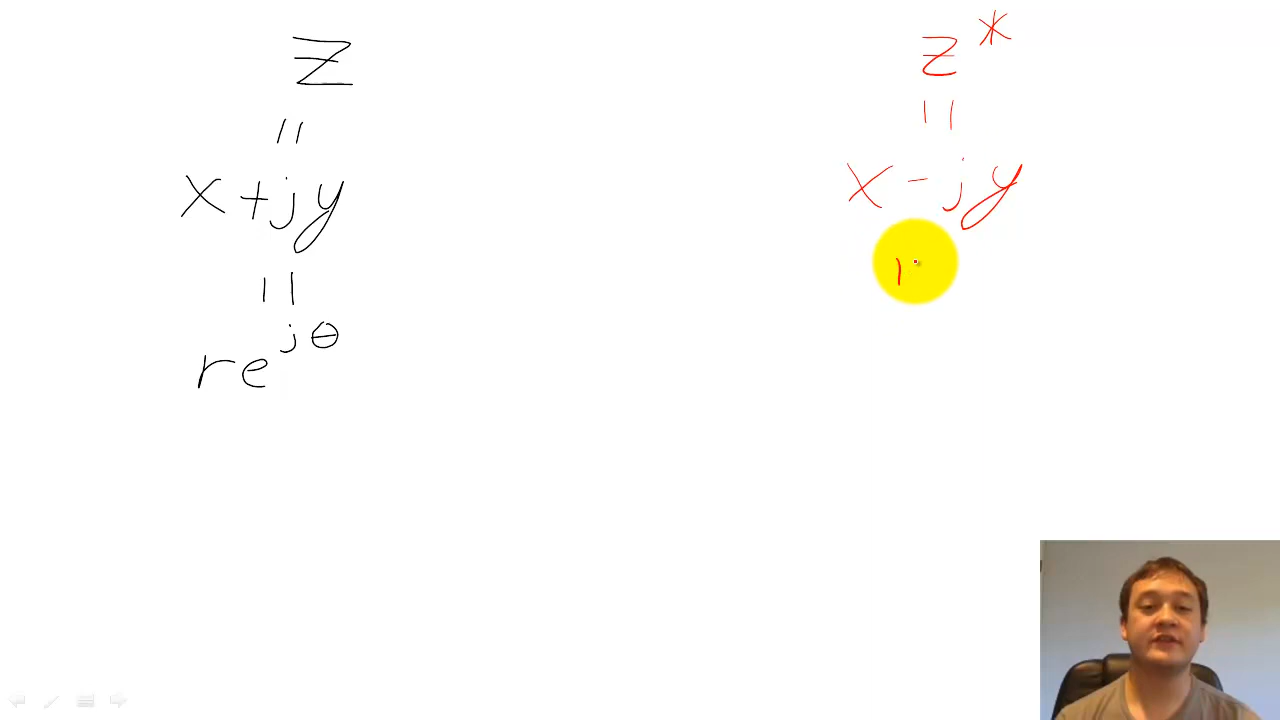 z
=
x + jy
=
re^{jθ}
z*
=
x - jy